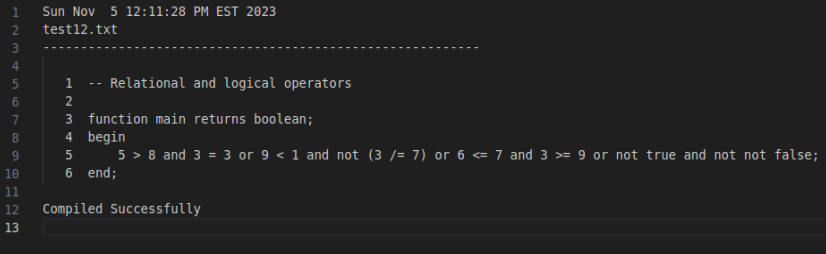 1 Sun Nov  5 12:11:28 PM EST 2023
2 test12.txt
3 ----------------------------------------------------------
4
5    1  -- Relational and logical operators
6    2
7    3  function main returns boolean;
8    4  begin
9    5      5 > 8 and 3 = 3 or 9 < 1 and not (3 /= 7) or 6 <= 7 and 3 >= 9 or not true and not not false;
10    6  end;
11
12 Compiled Successfully
13